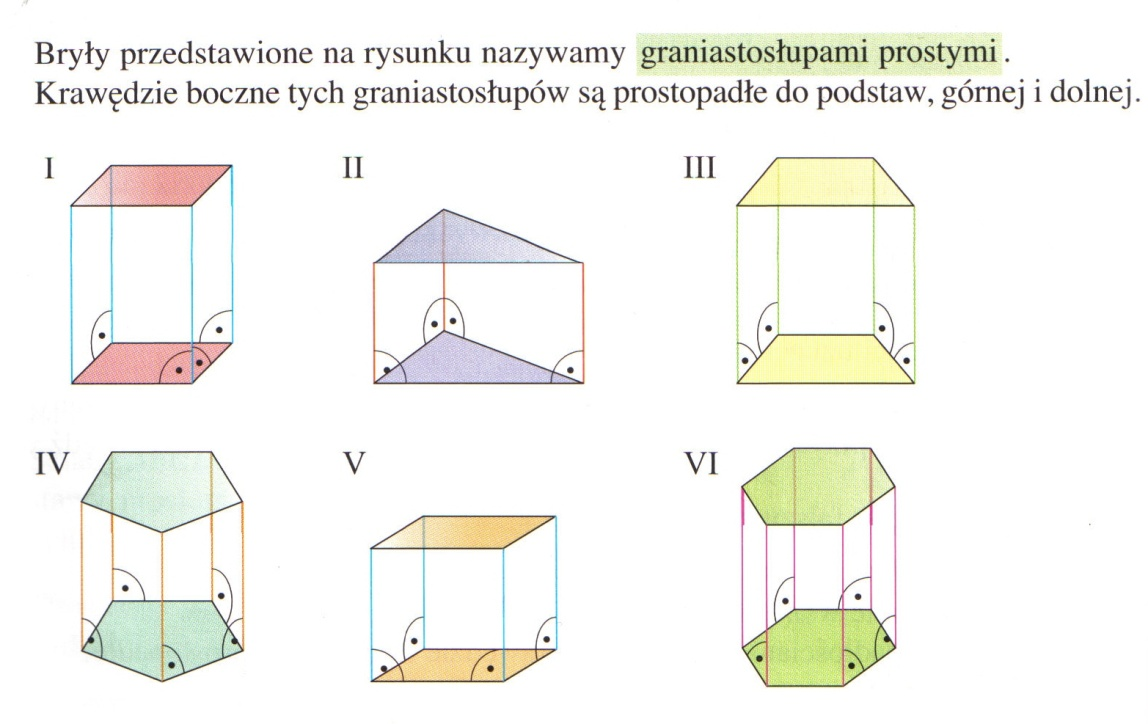 Bryły przedstawione na rysunku nazywamy graniastosłupami prostymi.
Krawędzie boczne tych graniastosłupów są prostopadłe do podstaw, górnej i dolnej.
I II III
IV V VI